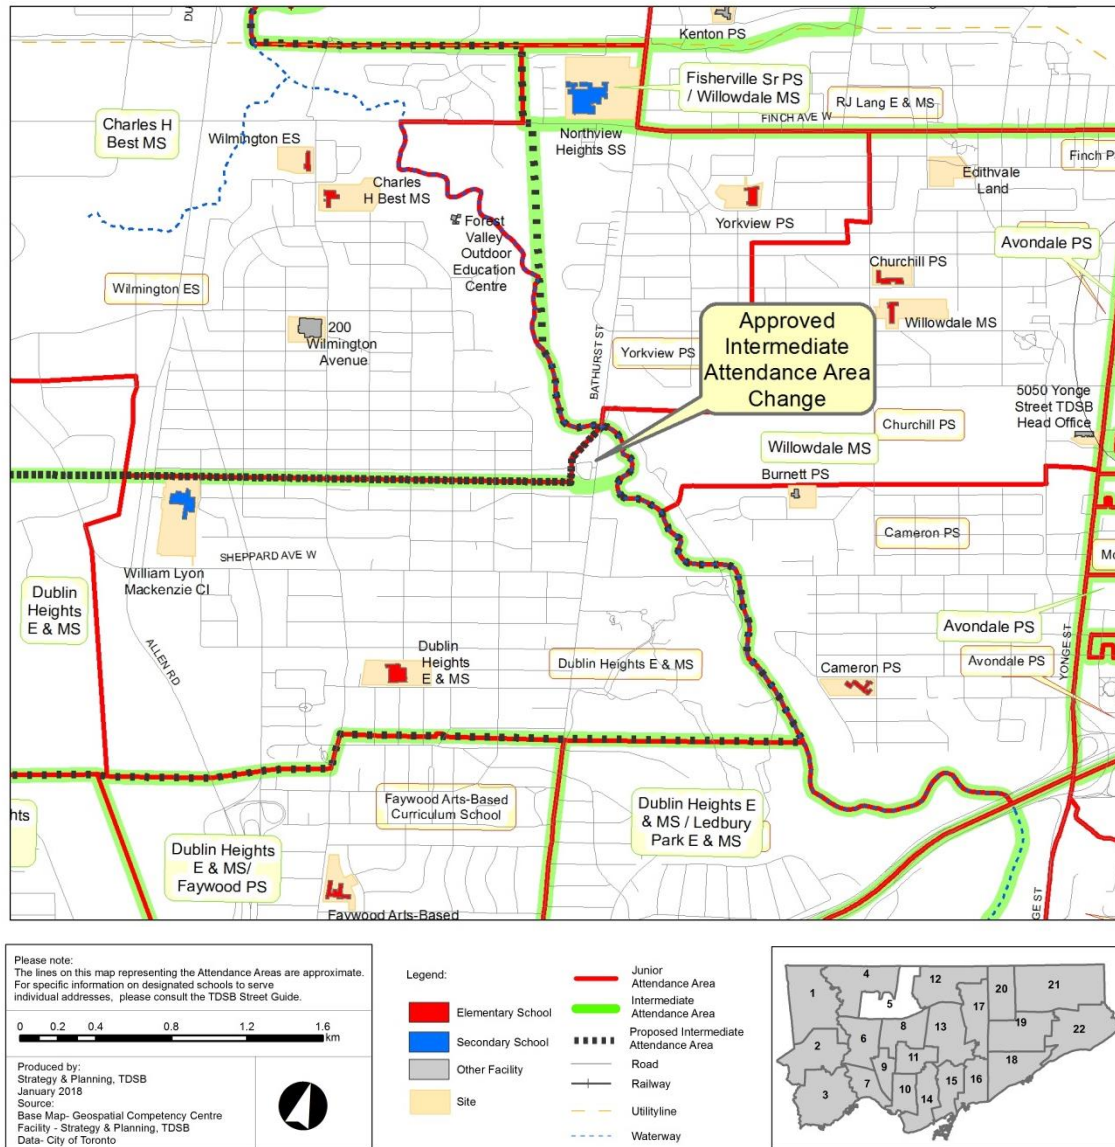 DU
Kenton PS
Fisherville Sr PS
/ Willowdale MS
RJ Lang E & MS
FINCH AVE W
Charles H
Best MS
Wilmington ES
Northview
Heights SS
Edithvale
Land
Finch P
Charles
H Best MS
Yorkview PS
Forest
Valley
Outdoor
Education
Centre
Avondale PS
Churchill PS
Wilmington ES
Willowdale MS
200
Wilmington
Avenue
BATHURST ST
Yorkview PS
Approved
Intermediate
Attendance Area
Change
5050 Yonge
Street TDSB
Head Office
Churchill PS
Willowdale MS
Burnett PS
Cameron PS
SHEPPARD AVE W
William Lyon
Mackenzie CI
Mo
Dublin
Heights
E & MS
Avondale PS
ALLEN RD
Dublin
Heights
E & MS
Dublin Heights E & MS
Cameron PS
Avondale PS
YONGE ST
Faywood Arts-Based
Curriculum School
hts
Dublin Heights E
& MS / Ledbury
Park E & MS
Dublin Heights
E & MS/
Faywood PS
Faywood Arts-Based
GE ST
Please note:
The lines on this map representing the Attendance Areas are approximate.
For specific information on designated schools to serve
individual addresses, please consult the TDSB Street Guide.
0 0.2 0.4 0.8 1.2 1.6
km
Produced by:
Strategy & Planning, TDSB
January 2018
Source:
Base Map- Geospatial Competency Centre
Facility - Strategy & Planning, TDSB
Data- City of Toronto
Legend:
Elementary School
Secondary School
Other Facility
Site
Junior
Attendance Area
Intermediate
Attendance Area
Proposed Intermediate
Attendance Area
Road
Railway
Utilityline
Waterway
1
4
5
12
20
21
17
2
6
8
13
19
22
11
9
18
3
7
10
14
15
16